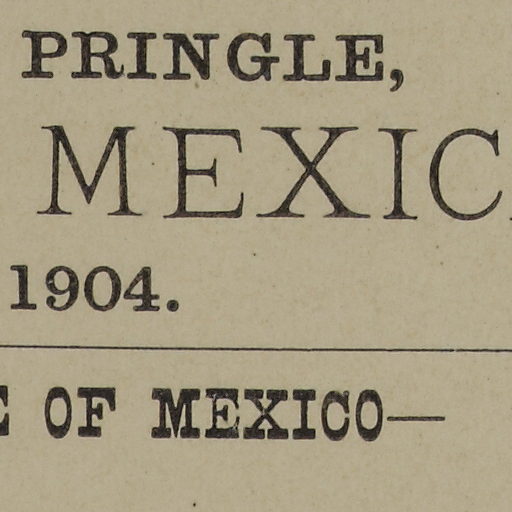 PRINGLE,
MEXIC
1904.
OF MEXICO—